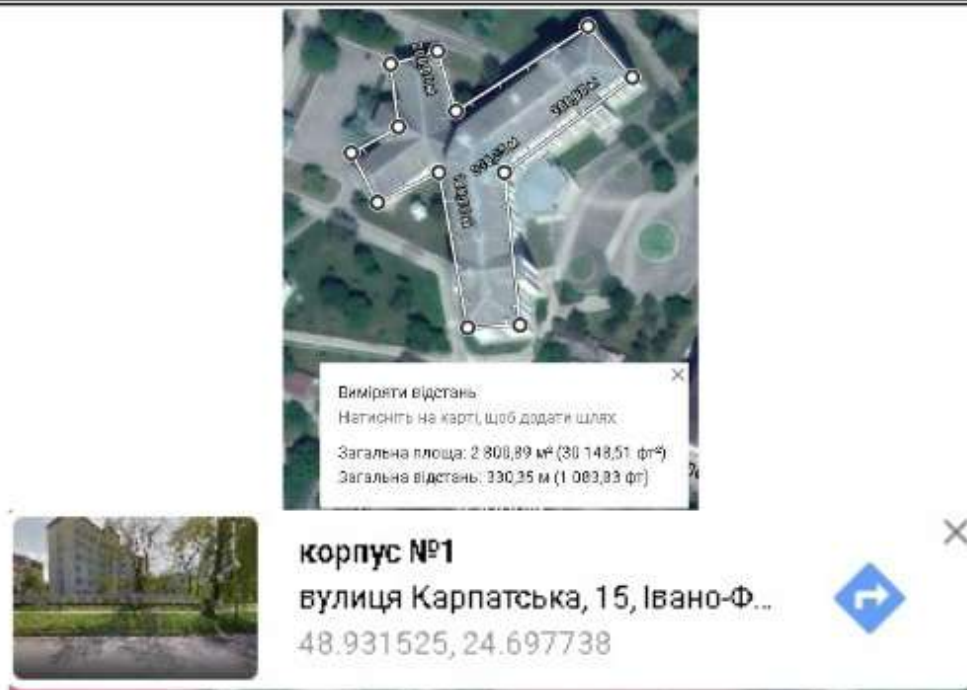 Виміряти відстань
Натисніть на карті, щоб додати шлях
Загальна площа: 2 800,89 м² (30 148,51 фт²)
Загальна відстань: 330,35 м (1 083,83 фт)
корпус №1
вулиця Карпатська, 15, Івано-Ф...
48.931525, 24.697738